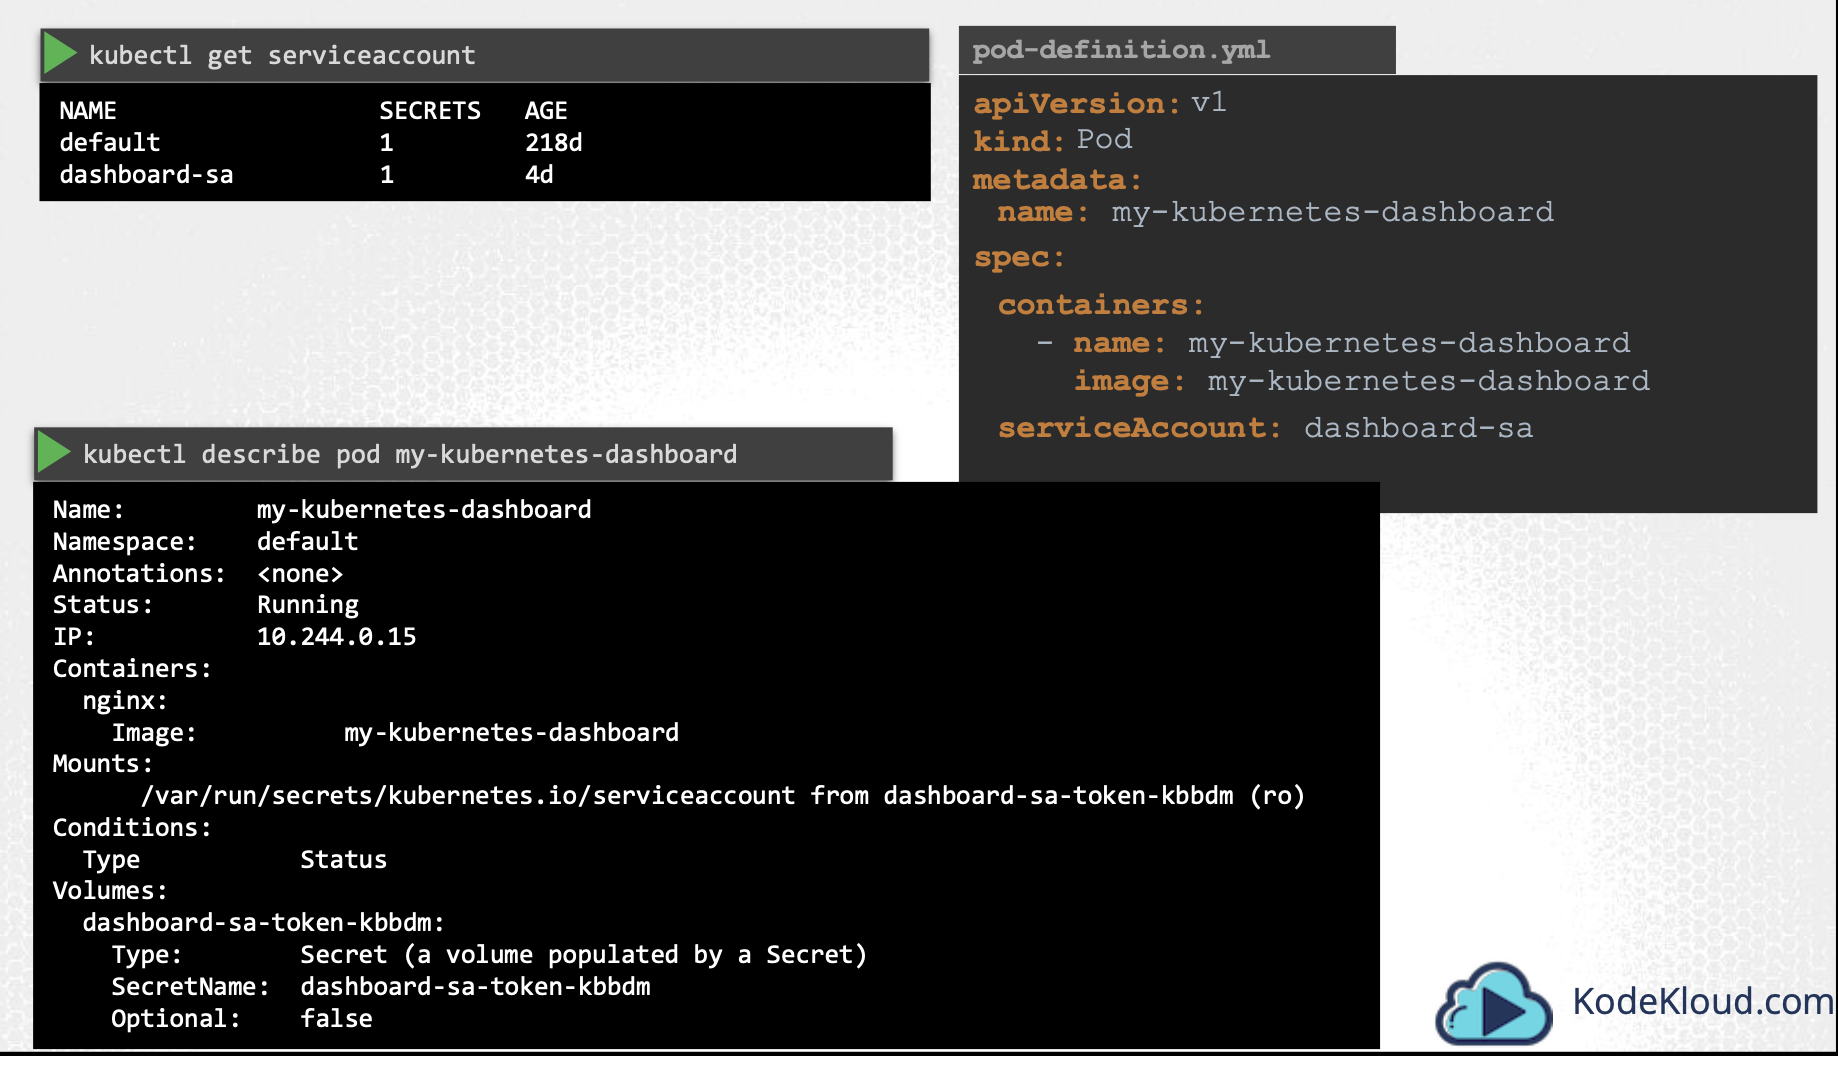 kubectl get serviceaccount
NAME SECRETS AGE
default 1 218d
dashboard-sa 1 4d
pod-definition.yml
apiVersion: v1
kind: Pod
metadata:
name: my-kubernetes-dashboard
spec:
containers:
- name: my-kubernetes-dashboard
image: my-kubernetes-dashboard
serviceAccount: dashboard-sa
kubectl describe pod my-kubernetes-dashboard
Name: my-kubernetes-dashboard
Namespace: default
Annotations: <none>
Status: Running
IP: 10.244.0.15
Containers:
nginx:
Image: my-kubernetes-dashboard
Mounts:
/var/run/secrets/kubernetes.io/serviceaccount from dashboard-sa-token-kbbdm (ro)
Conditions:
Type Status
Volumes:
dashboard-sa-token-kbbdm:
Type: Secret (a volume populated by a Secret)
SecretName: dashboard-sa-token-kbbdm
Optional: false
KodeKloud.com